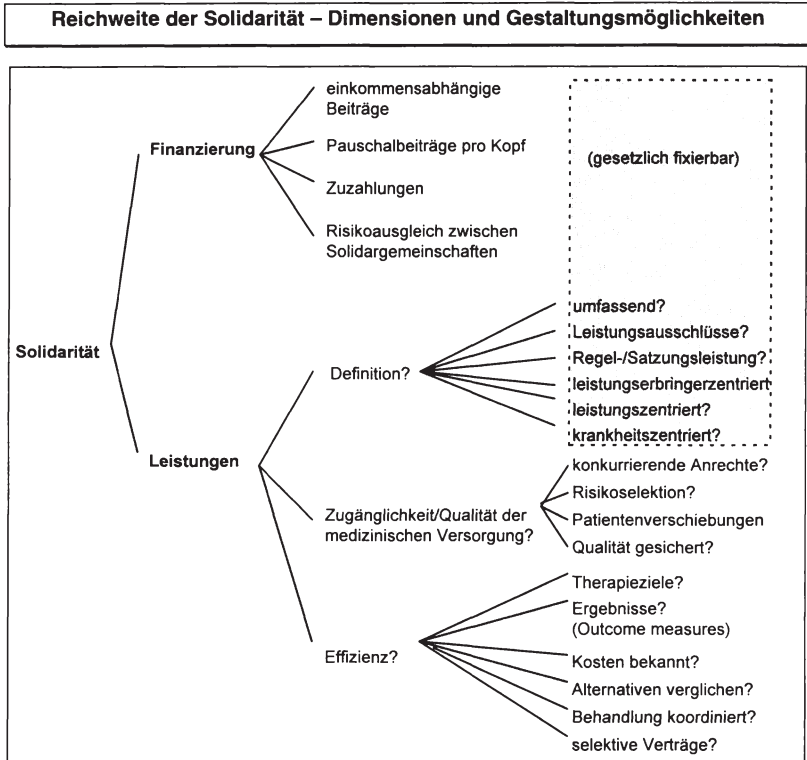 Reichweite der Solidarität – Dimensionen und Gestaltungsmöglichkeiten
Solidarität
Finanzierung
einkommensabhängige
Beiträge
Pauschalbeiträge pro Kopf
Zuzahlungen
Risikoausgleich zwischen
Solidargemeinschaften
(gesetzlich fixierbar)
Leistungen
Definition?
umfassend?
Leistungsausschlüsse?
Regel-/Satzungsleistung?
leistungserbringerzentriert
leistungszentriert?
krankheitszentriert?
Zugänglichkeit/Qualität der
medizinischen Versorgung?
konkurrierende Anrechte?
Risikoselektion?
Patientenverschiebungen
Qualität gesichert?
Effizienz?
Therapieziele?
Ergebnisse?
(Outcome measures)
Kosten bekannt?
Alternativen verglichen?
Behandlung koordiniert?
selektive Verträge?